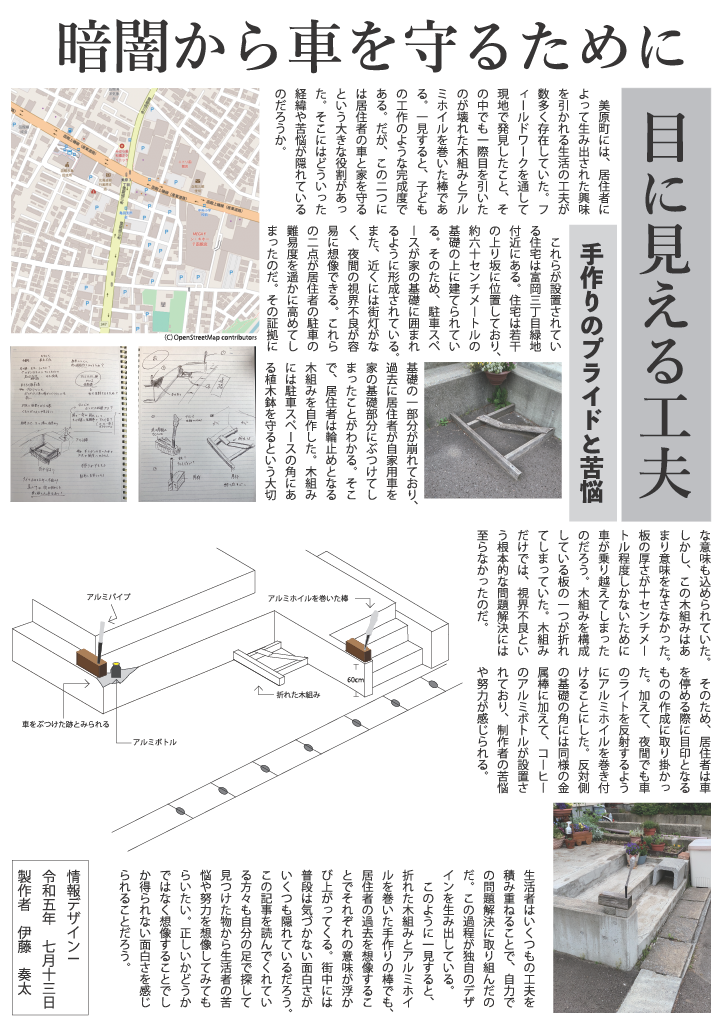 暗闇から車を守るために
目に見える工夫
手作りのプライドと苦悩
美原町には、居住者に
よって生み出された興味
を引かれる生活の工夫が
数多く存在していた。フ
ィールドワークを通して
現地で発見したこと、そ
の中でも一際目を引いた
のが壊れた木組みとアル
ミホイルを巻いた棒であ
る。一見すると、子ども
の工作のような完成度で
ある。だが、この二つに
は居住者の車と家を守る
という大きな役割があっ
た。そこにはどういった
経緯や苦悩が隠れている
のだろうか。
これらが設置されてい
る住宅は富岡三丁目緑地
付近にある。住宅は若干
の上り坂に位置しており、
約六十センチメートルの
基礎の上に建てられてい
る。そのため、駐車スペ
ースが家の基礎に囲まれ
るように形成されている。
また、近くには街灯がな
く、夜間の視界不良が容
易に想像できる。これら
の二点が居住者の駐車の
難易度を遥かに高めてし
まったのだ。その証拠に
基礎の一部分が崩れており、
過去に居住者が自家用車を
家の基礎部分にぶつけてし
まったことがわかる。そこ
で、居住者は輪止めとなる
木組みを自作した。木組み
には駐車スペースの角にあ
る植木鉢を守るという大切
な意味も込められていた。
しかし、この木組みはあ
まり意味をなさなかった。
板の厚さが十センチメー
トル程度しかないために
車が乗り越えてしまった
のだろう。木組みを構成
している板の一つが折れ
てしまっていた。木組み
だけでは、視界不良とい
う根本的な問題解決には
至らなかったのだ。
そのため、居住者は車
を停める際に目印となる
ものの作成に取り掛かっ
た。加えて、夜間でも車
のライトを反射するよう
にアルミホイルを巻き付
けることにした。反対側
の基礎の角には同様の金
属棒に加えて、コーヒー
のアルミボトルが設置さ
れており、制作者の苦悩
や努力が感じられる。
生活者はいくつもの工夫を
積み重ねることで、自力で
の問題解決に取り組んだの
だ。この過程が独自のデザ
インを生み出している。
このように一見すると、
折れた木組みとアルミホイ
ルを巻いた手作りの棒でも、
居住者の過去を想像するこ
とでそれぞれの意味が浮か
び上がってくる。街中には
普段は気づかない面白さが
いくつも隠れているだろう。
この記事を読んでくれてい
る方々も自分の足で探して
見つけた物から生活者の苦
悩や努力を想像してみても
らいたい。正しいかどうか
ではなく想像することでし
か得られない面白さを感じ
られることだろう。
(C)OpenStreetMap contributors
アルミパイプ
アルミホイルを巻いた棒
60cm
折れた木組み
車をぶつけた跡とみられる
アルミボトル
情報デザインⅠ
令和五年 七月十三日
製作者 伊藤 奏太